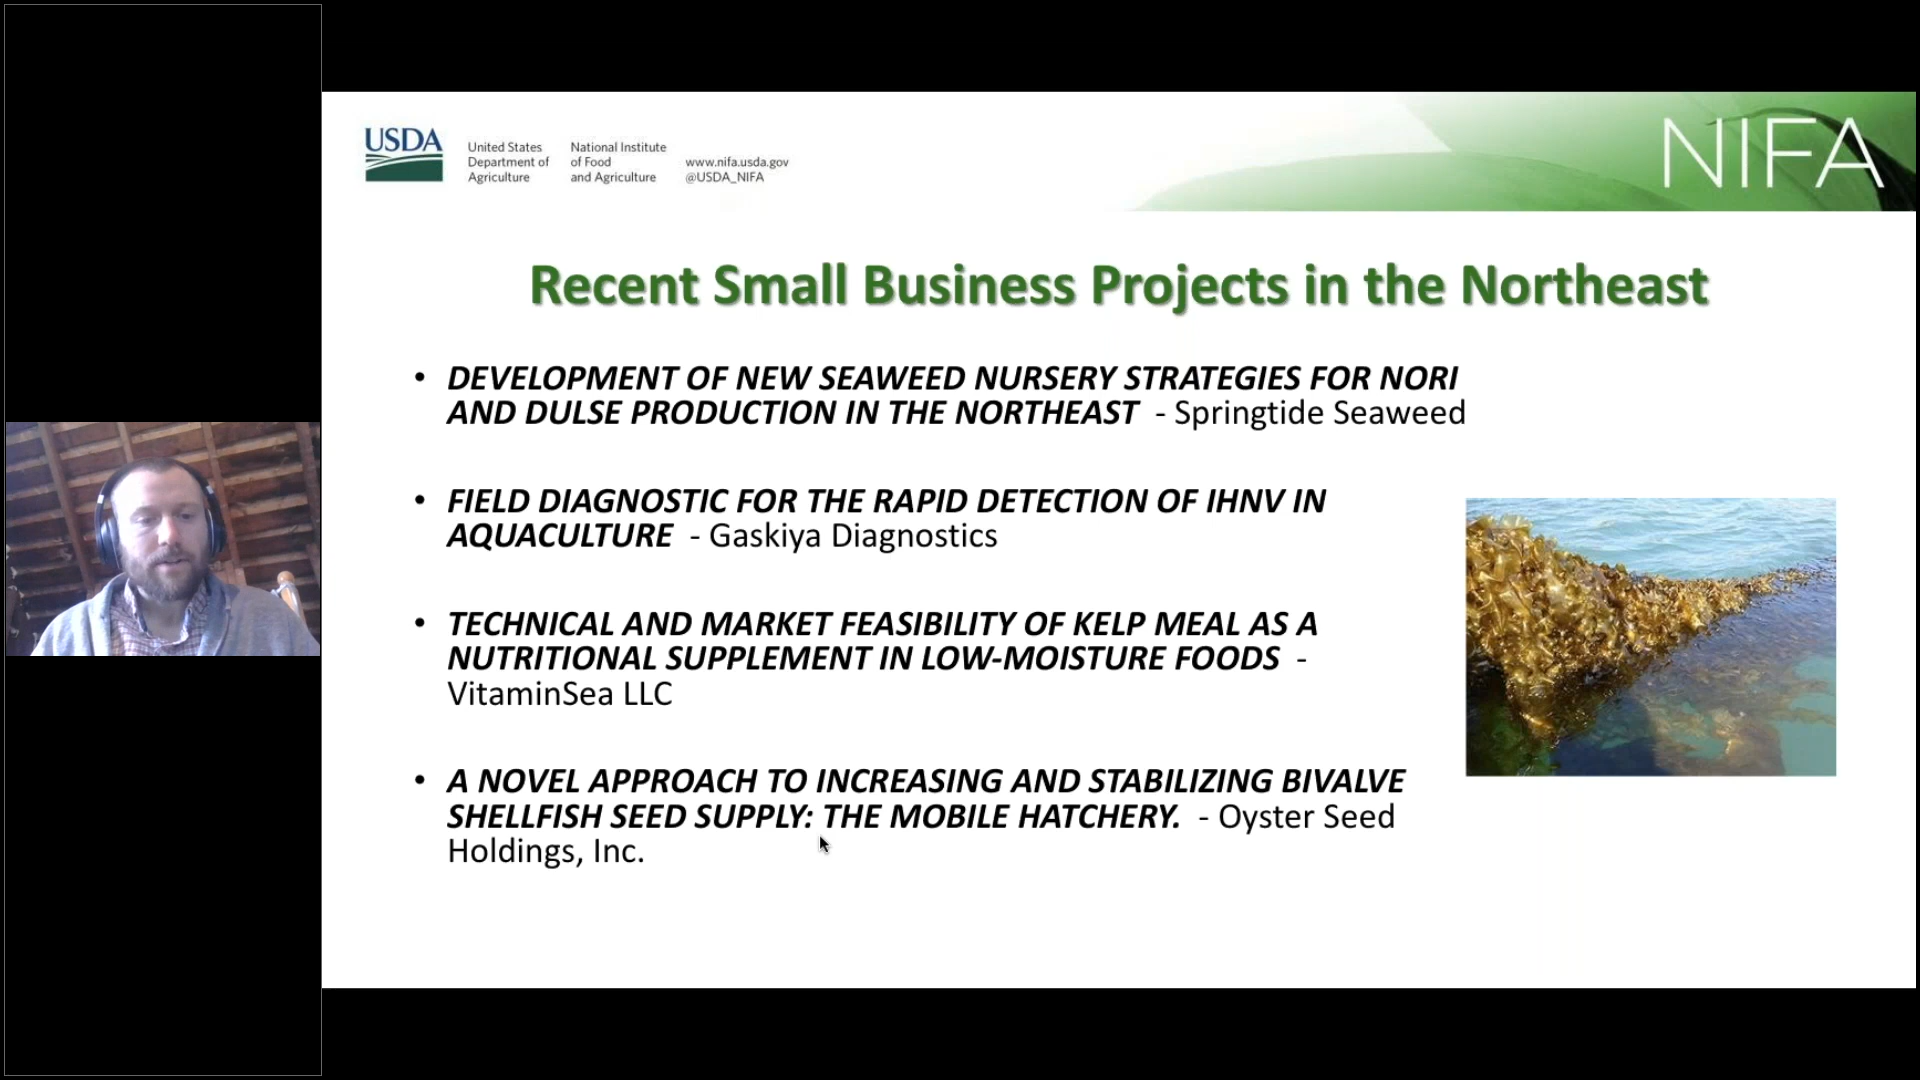 USDA
United States
Department of
Agriculture
National Institute
of Food
and Agriculture
www.nifa.usda.gov
@USDA_NIFA
NIFA
Recent Small Business Projects in the Northeast
• DEVELOPMENT OF NEW SEAWEED NURSERY STRATEGIES FOR NORI
AND DULSE PRODUCTION IN THE NORTHEAST - Springtide Seaweed
• FIELD DIAGNOSTIC FOR THE RAPID DETECTION OF IHNV IN
AQUACULTURE - Gaskiya Diagnostics
• TECHNICAL AND MARKET FEASIBILITY OF KELP MEAL AS A
NUTRITIONAL SUPPLEMENT IN LOW-MOISTURE FOODS -
VitaminSea LLC
• A NOVEL APPROACH TO INCREASING AND STABILIZING BIVALVE
SHELLFISH SEED SUPPLY: THE MOBILE HATCHERY. - Oyster Seed
Holdings, Inc.